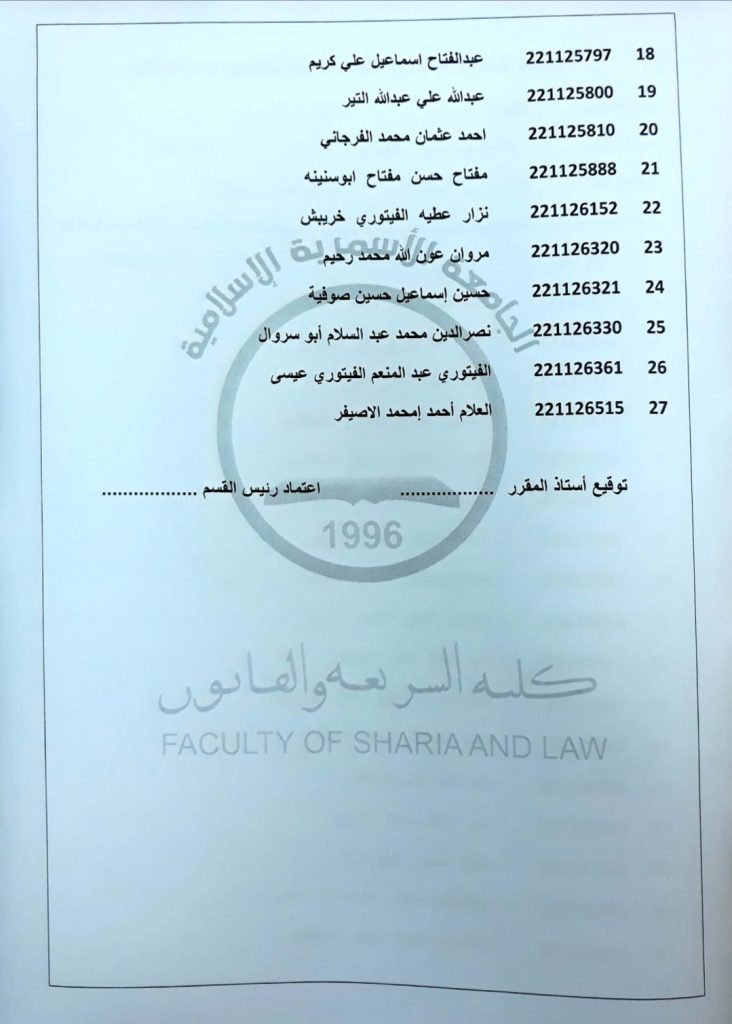 18 221125797 عبدالفتاح اسماعيل علي كريم
19 221125800 عبدالله علي عبدالله التير
20 221125810 احمد عثمان محمد الفرجاني
21 221125888 مفتاح حسن مفتاح ابوسنينه
22 221126152 نزار عطيه الفيتوري خريبش
23 221126320 مروان عون الله محمد رحيم
24 221126321 حسين إسماعيل حسين صوفية
25 221126330 نصرالدين محمد عبد السلام أبو سروال
26 221126361 الفيتوري عبد المنعم الفيتوري عيسى
27 221126515 العلام أحمد إمحمد الاصيفر
توقيع أستاذ المقرر .................. اعتماد رئيس القسم ..................
الجامعة الأسمرية الإسلامية
1996
كلية الشريعة والقانون
FACULTY OF SHARIA AND LAW